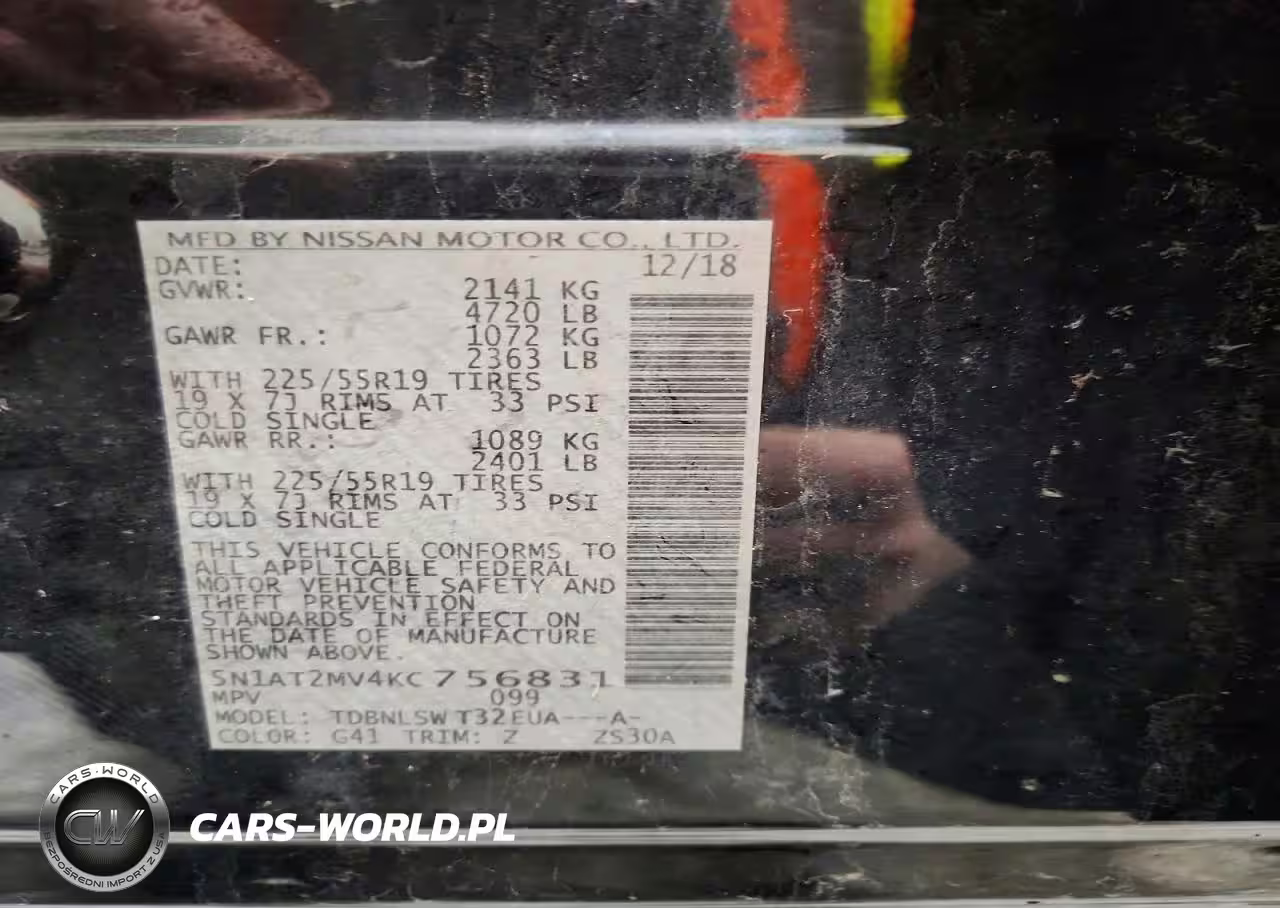 MFD BY NISSAN MOTOR CO., LTD.
DATE: 12/18
GVWR: 2141 KG
4720 LB
GAWR FR.: 1072 KG
2363 LB
WITH 225/55R19 TIRES
19 X 7J RIMS AT 33 PSI
COLD SINGLE
GAWR RR.: 1089 KG
2401 LB
WITH 225/55R19 TIRES
19 X 7J RIMS AT 33 PSI
COLD SINGLE
THIS VEHICLE CONFORMS TO
ALL APPLICABLE FEDERAL
MOTOR VEHICLE SAFETY AND
THEFT PREVENTION
STANDARDS IN EFFECT ON
THE DATE OF MANUFACTURE
SHOWN ABOVE.
5N1AT2MV4KC756831
MPV 099
MODEL: TDBNLSWT32EUA---A-
COLOR: G41 TRIM: Z ZS30A
CARS-WORLD
CW
BEZPOŚREDNI IMPORT Z USA
CARS-WORLD.PL